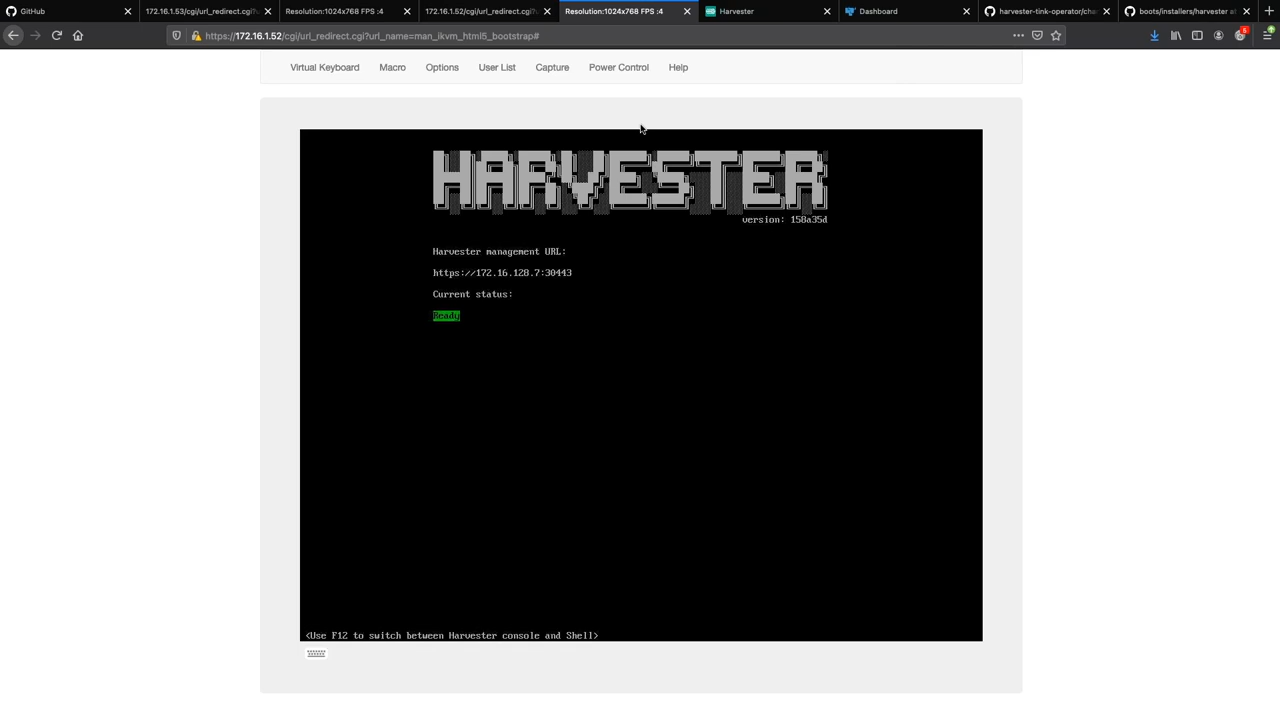 GitHub
172.16.1.53/cgi/url_redirect.cgi?
Resolution:1024x768 FPS :4
172.16.1.52/cgi/url_redirect.cgi?
Resolution:1024x768 FPS :4
Harvester
Dashboard
harvester-tink-operator/cha
boots/installers/harvester at
https://172.16.1.52/cgi/url_redirect.cgi?url_name=man_ikvm_html5_bootstrap#
Virtual Keyboard Macro Options User List Capture Power Control Help
HARVESTER
version: 158a35d
Harvester management URL:
https://172.16.128.7:30443
Current status:
Ready
<Use F12 to switch between Harvester console and Shell>